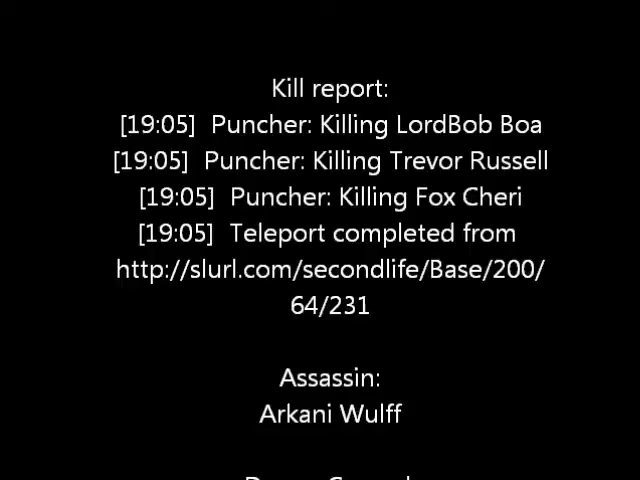 Kill report:
[19:05]  Puncher: Killing LordBob Boa
[19:05]  Puncher: Killing Trevor Russell
[19:05]  Puncher: Killing Fox Cheri
[19:05]  Teleport completed from
http://slurl.com/secondlife/Base/200/
64/231
Assassin:
Arkani Wulff